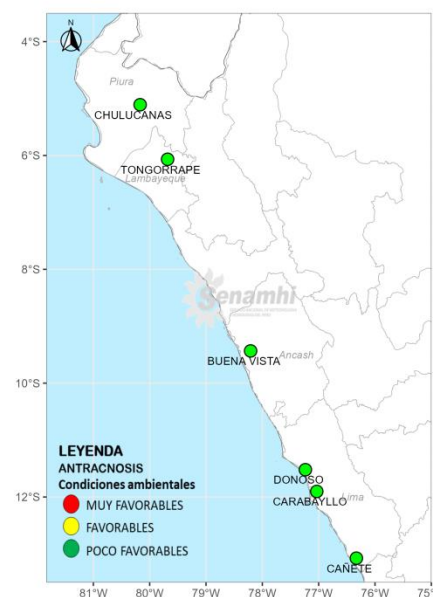 N
4°S
6°S
8°S
10°S
12°S
Piura
CHULUCANAS
TONGORRAPE
Lambayeque
Senamhi
BUENA VISTA
Ancash
DONOSO
CARABAYLLO
Lima
CAÑETE
LEYENDA
ANTRACNOSIS
Condiciones ambientales
MUY FAVORABLES
FAVORABLES
POCO FAVORABLES
81°W 80°W 79°W 78°W 77°W 76°W 75°